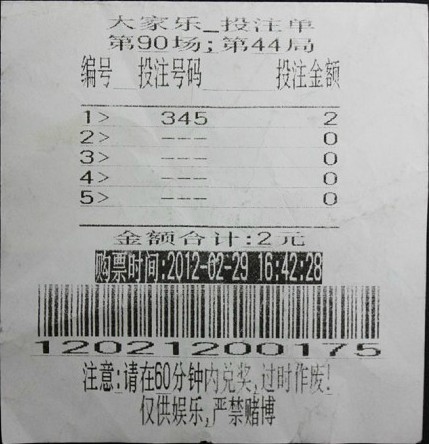 大家乐_投注单
第90场;第44局
编号 投注号码 投注金额
1> 345 2
2> --- 0
3> --- 0
4> --- 0
5> --- 0
金额合计:2元
购票时间:2012-02-29 16:42:28
12021200175
注意:请在60分钟内兑奖,过时作废!
仅供娱乐,严禁赌博